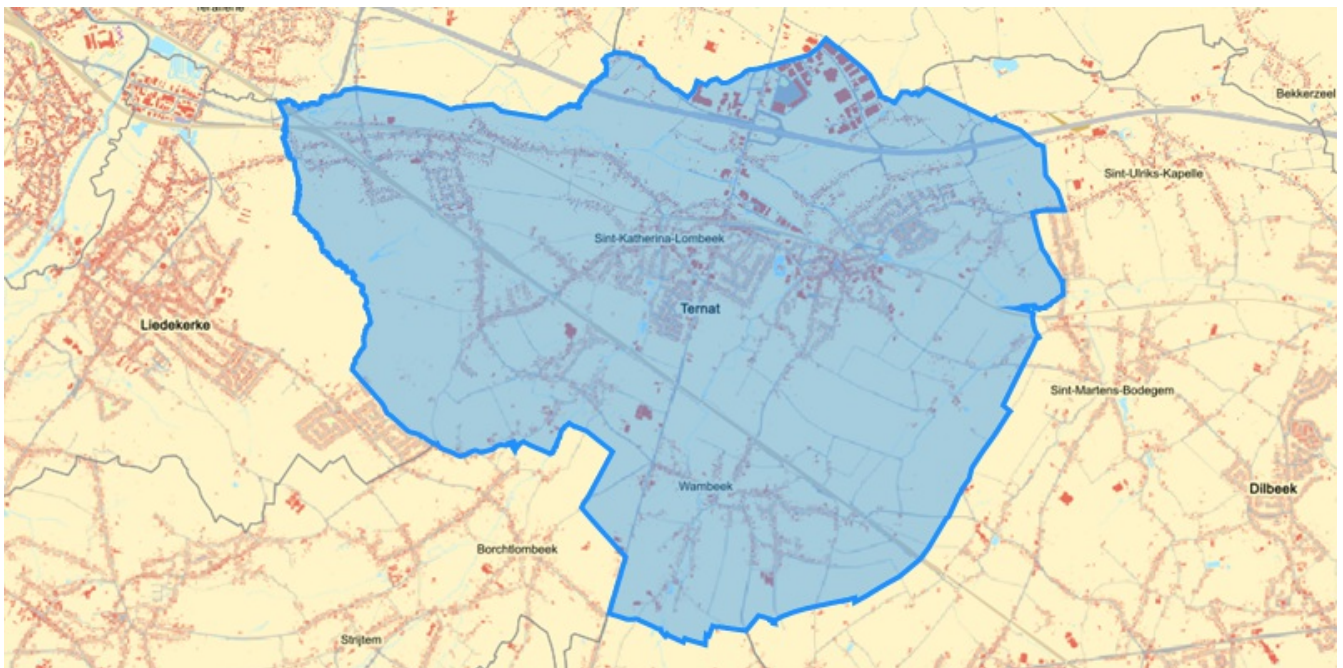 Bekkerzeel
Sint-Ulriks-Kapelle
Sint-Katherina-Lombeek
Ternat
Liedekerke
Sint-Martens-Bodegem
Wambeek
Dilbeek
Borchtlombeek
Strijtem